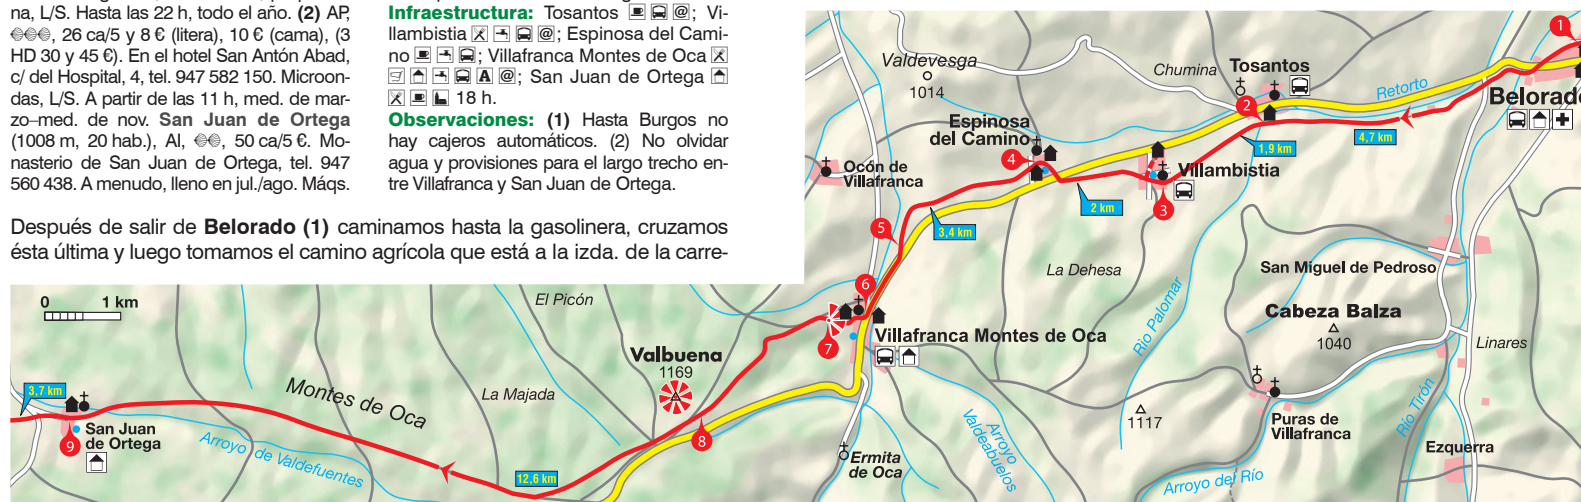 na, L/S. Hasta las 22 h, todo el año. (2) AP,
26 ca/5 y 8 € (litera), 10 € (cama), (3
HD 30 y 45 €). En el hotel San Antón Abad,
c/ del Hospital, 4, tel. 947 582 150. Microon-
das, L/S. A partir de las 11 h, med. de mar-
zo–med. de nov. San Juan de Ortega
(1008 m, 20 hab.), Al, 50 ca/5 €. Mo-
nasterio de San Juan de Ortega, tel. 947
560 438. A menudo, lleno en jul./ago. Máqs.
Infraestructura: Tosantos @; Vi-
llambistia @; Espinosa del Cami-
no; Villafranca Montes de Oca
A @; San Juan de Ortega
18 h.
Observaciones: (1) Hasta Burgos no
hay cajeros automáticos. (2) No olvidar
agua y provisiones para el largo trecho en-
tre Villafranca y San Juan de Ortega.
Después de salir de Belorado (1) caminamos hasta la gasolinera, cruzamos
ésta última y luego tomamos el camino agrícola que está a la izda. de la carre-
1
Belorado
Retorto
4,7 km
Chumina
Tosantos
2
1,9 km
Valdevesga
1014
Espinosa
del Camino
4
Villambistia
3
2 km
Ocón de
Villafranca
5
3,4 km
La Dehesa
Río Palomar
San Miguel de Pedroso
Cabeza Balza
1040
Linares
Río Tirón
Ezquerra
Puras de
Villafranca
1117
Arroyo del Río
Arroyo
Valdeabuelos
6
Villafranca Montes de Oca
7
Ermita
de Oca
0 1 km
El Picón
Valbuena
1169
8
La Majada
Montes de Oca
12,6 km
Arroyo de Valdefuentes
3,7 km
San Juan
de Ortega
9